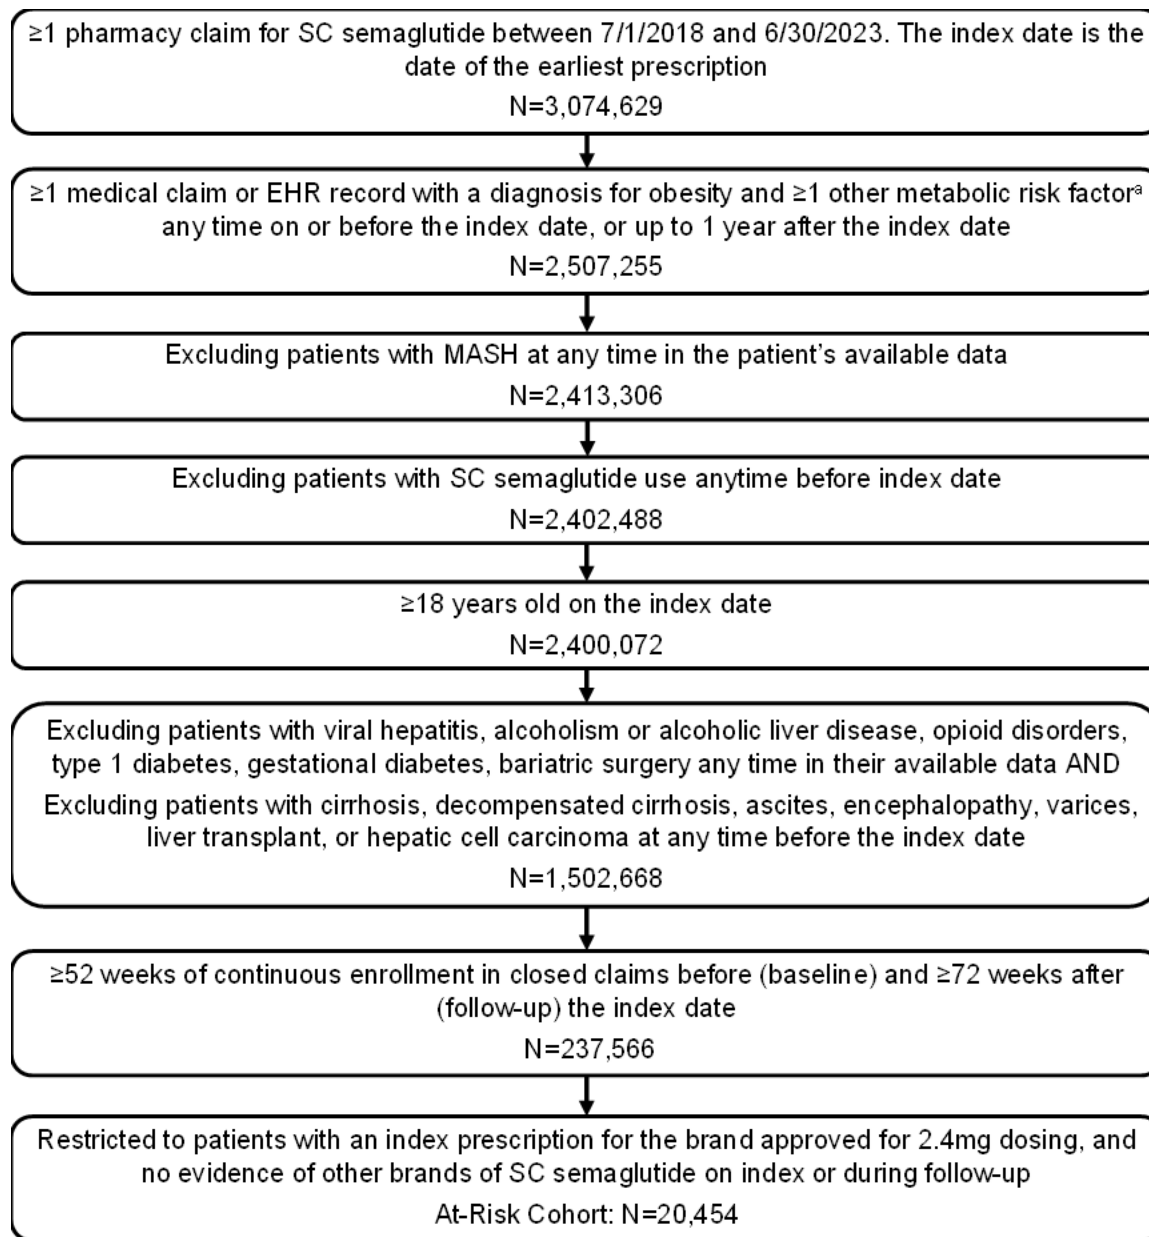 ≥1 pharmacy claim for SC semaglutide between 7/1/2018 and 6/30/2023. The index date is the
date of the earliest prescription
N=3,074,629
≥1 medical claim or EHR record with a diagnosis for obesity and ≥1 other metabolic risk factorᵃ
any time on or before the index date, or up to 1 year after the index date
N=2,507,255
Excluding patients with MASH at any time in the patient's available data
N=2,413,306
Excluding patients with SC semaglutide use anytime before index date
N=2,402,488
≥18 years old on the index date
N=2,400,072
Excluding patients with viral hepatitis, alcoholism or alcoholic liver disease, opioid disorders,
type 1 diabetes, gestational diabetes, bariatric surgery any time in their available data AND
Excluding patients with cirrhosis, decompensated cirrhosis, ascites, encephalopathy, varices,
liver transplant, or hepatic cell carcinoma at any time before the index date
N=1,502,668
≥52 weeks of continuous enrollment in closed claims before (baseline) and ≥72 weeks after
(follow-up) the index date
N=237,566
Restricted to patients with an index prescription for the brand approved for 2.4mg dosing, and
no evidence of other brands of SC semaglutide on index or during follow-up
At-Risk Cohort: N=20,454